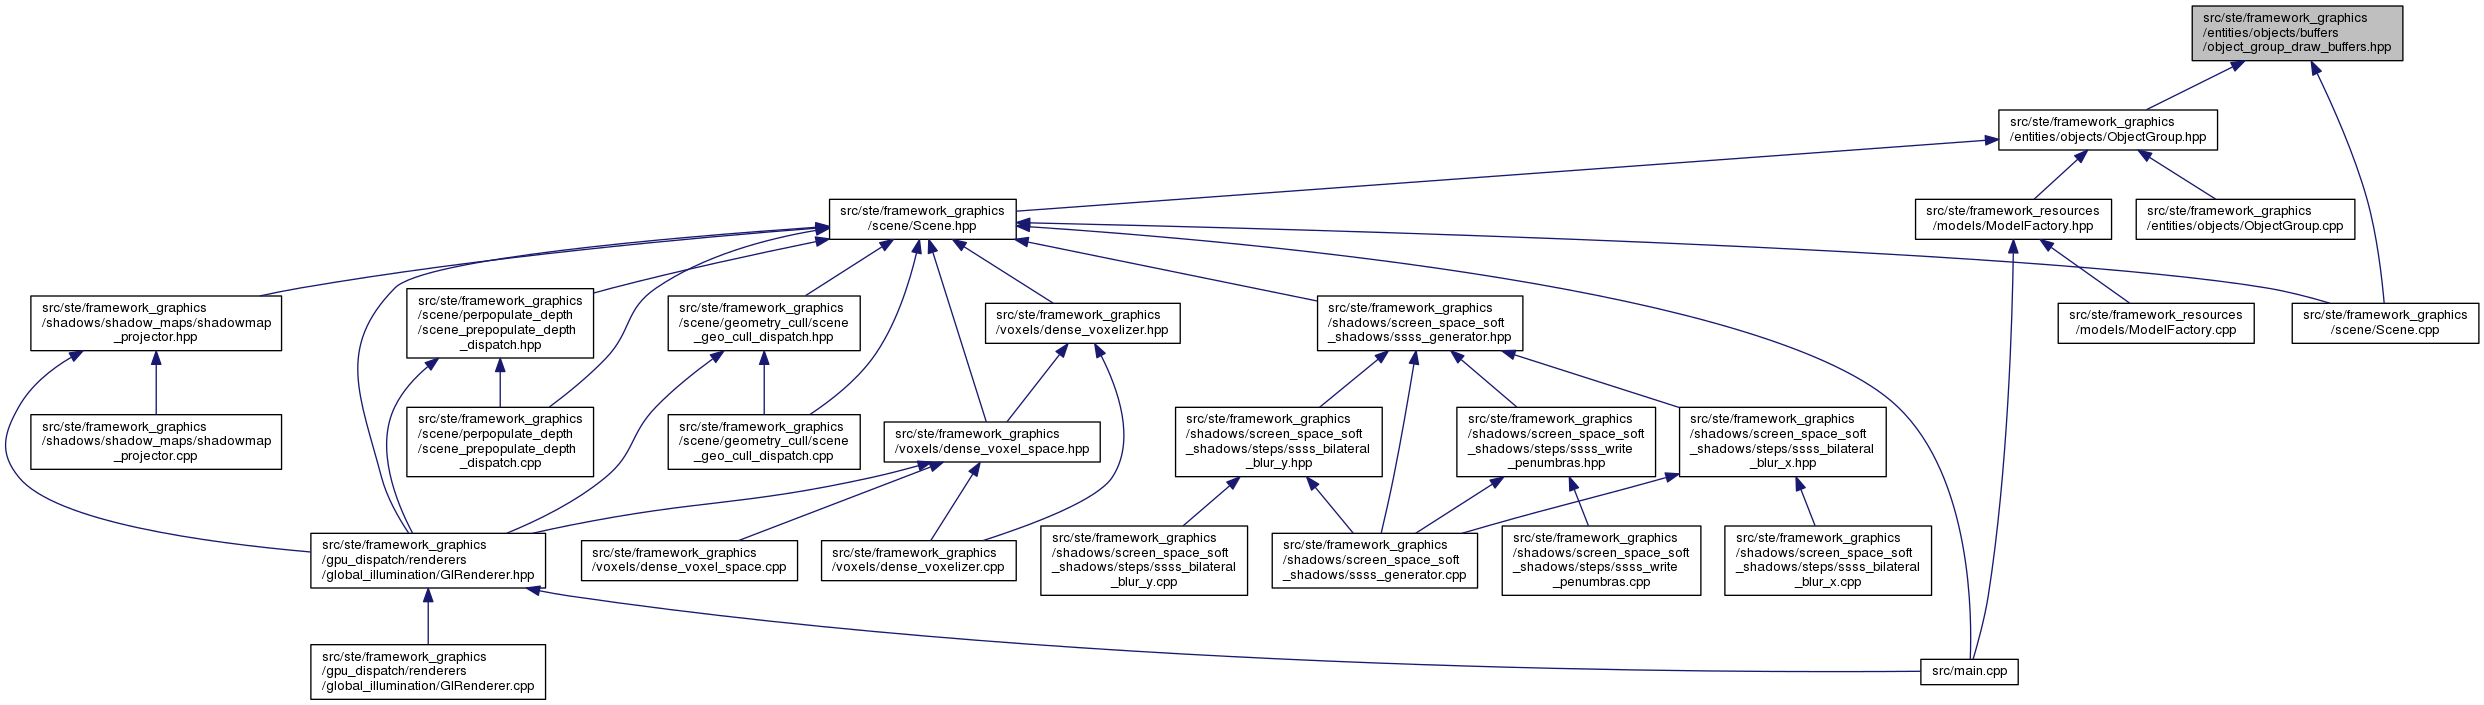 src/ste/framework_graphics
/entities/objects/buffers
/object_group_draw_buffers.hpp
src/ste/framework_graphics
/entities/objects/ObjectGroup.hpp
src/ste/framework_graphics
/scene/Scene.hpp
src/ste/framework_resources
/models/ModelFactory.hpp
src/ste/framework_graphics
/entities/objects/ObjectGroup.cpp
src/ste/framework_graphics
/shadows/shadow_maps/shadowmap
_projector.hpp
src/ste/framework_graphics
/scene/perpopulate_depth
/scene_prepopulate_depth
_dispatch.hpp
src/ste/framework_graphics
/scene/geometry_cull/scene
_geo_cull_dispatch.hpp
src/ste/framework_graphics
/voxels/dense_voxelizer.hpp
src/ste/framework_graphics
/shadows/screen_space_soft
_shadows/ssss_generator.hpp
src/ste/framework_resources
/models/ModelFactory.cpp
src/ste/framework_graphics
/scene/Scene.cpp
src/ste/framework_graphics
/shadows/shadow_maps/shadowmap
_projector.cpp
src/ste/framework_graphics
/scene/perpopulate_depth
/scene_prepopulate_depth
_dispatch.cpp
src/ste/framework_graphics
/scene/geometry_cull/scene
_geo_cull_dispatch.cpp
src/ste/framework_graphics
/voxels/dense_voxel_space.hpp
src/ste/framework_graphics
/shadows/screen_space_soft
_shadows/steps/ssss_bilateral
_blur_y.hpp
src/ste/framework_graphics
/shadows/screen_space_soft
_shadows/steps/ssss_write
_penumbras.hpp
src/ste/framework_graphics
/shadows/screen_space_soft
_shadows/steps/ssss_bilateral
_blur_x.hpp
src/ste/framework_graphics
/gpu_dispatch/renderers
/global_illumination/GIRenderer.hpp
src/ste/framework_graphics
/voxels/dense_voxel_space.cpp
src/ste/framework_graphics
/voxels/dense_voxelizer.cpp
src/ste/framework_graphics
/shadows/screen_space_soft
_shadows/steps/ssss_bilateral
_blur_y.cpp
src/ste/framework_graphics
/shadows/screen_space_soft
_shadows/ssss_generator.cpp
src/ste/framework_graphics
/shadows/screen_space_soft
_shadows/steps/ssss_write
_penumbras.cpp
src/ste/framework_graphics
/shadows/screen_space_soft
_shadows/steps/ssss_bilateral
_blur_x.cpp
src/ste/framework_graphics
/gpu_dispatch/renderers
/global_illumination/GIRenderer.cpp
src/main.cpp